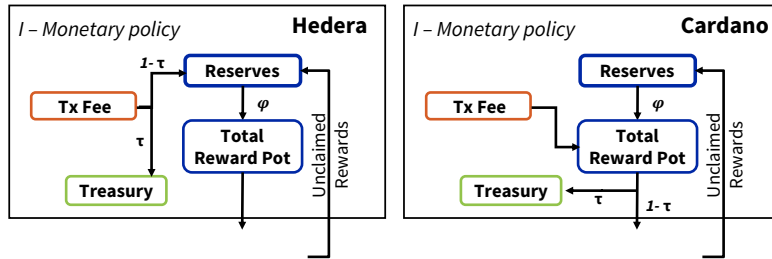 I – Monetary policy
Hedera
1- τ
Reserves
φ
Tx Fee
τ
Total
Reward Pot
Treasury
Unclaimed
Rewards
I – Monetary policy
Cardano
Reserves
φ
Tx Fee
Total
Reward Pot
Treasury
τ
1- τ
Unclaimed
Rewards